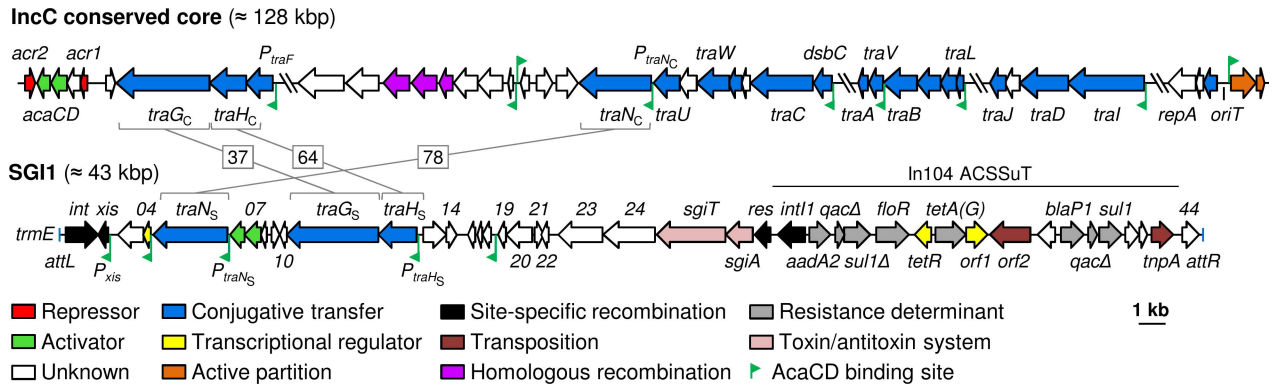 IncC conserved core (≈ 128 kbp)
acr2 acr1 PtraF PtraNC traW dsbC traV traL
acaCD traGC traHC traNC traU traC traA traB traJ traD traI repA oriT
37 64 78
SGI1 (≈ 43 kbp)
In104 ACSSuT
int xis 04 traNS 07 traGS traHS 14 19 21 23 24 sgiT res intI1 qacΔ floR tetA(G) blaP1 sul1 44
trmE
attL Pxis PtraNS 10 PtraHS 20 22 sgiA aadA2 sul1Δ tetR orf1 orf2 qacΔ tnpA attR
Repressor Conjugative transfer Site-specific recombination Resistance determinant 1 kb
Activator Transcriptional regulator Transposition Toxin/antitoxin system
Unknown Active partition Homologous recombination AcaCD binding site